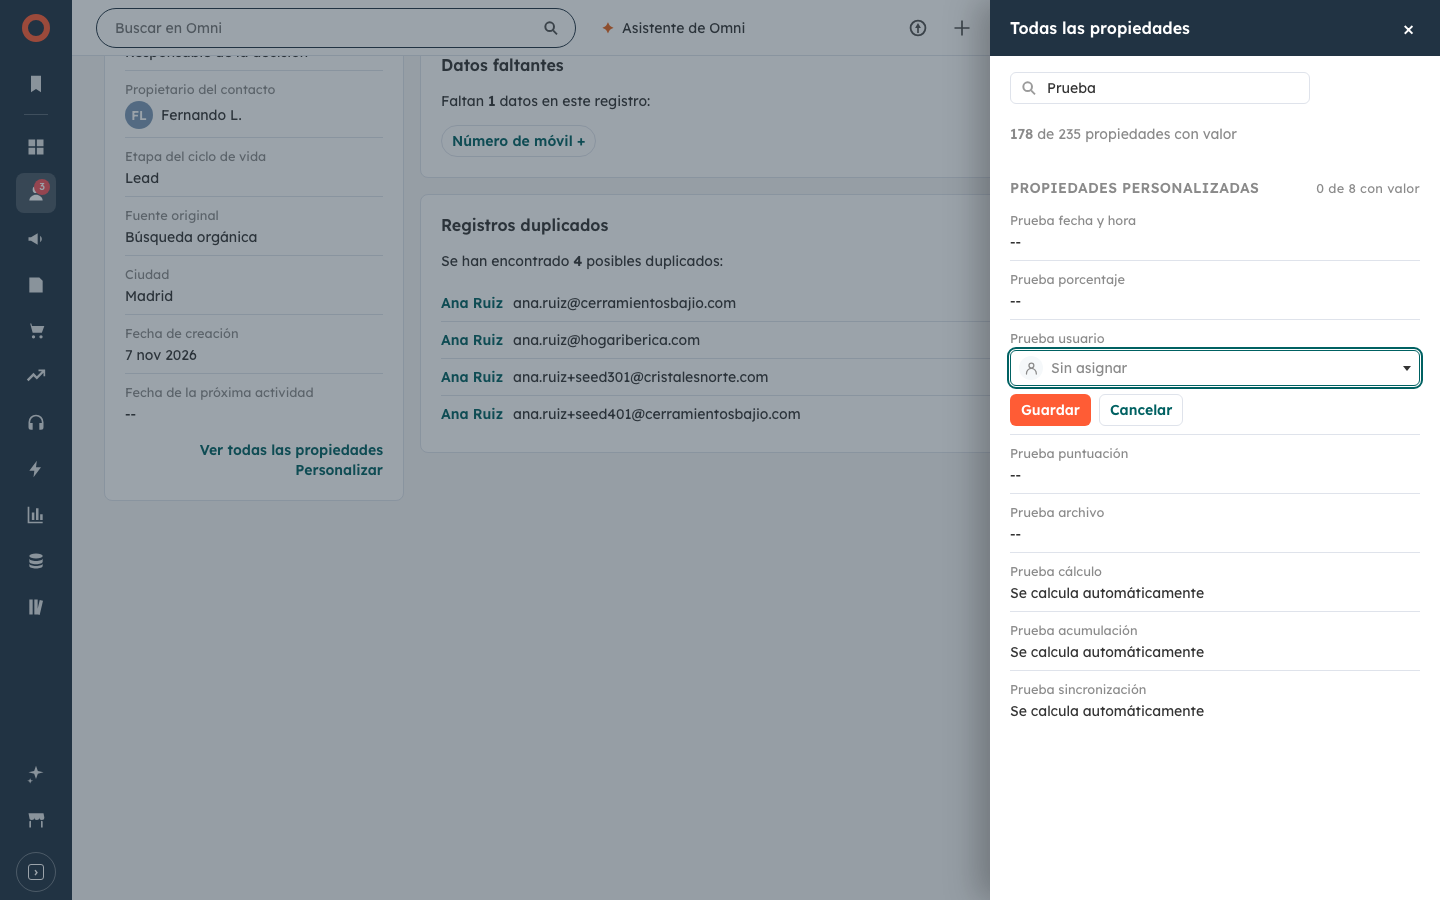 Buscar en Omni
Asistente de Omni
3
Propietario del contacto
FL Fernando L.
Etapa del ciclo de vida
Lead
Fuente original
Búsqueda orgánica
Ciudad
Madrid
Fecha de creación
7 nov 2026
Fecha de la próxima actividad
--
Ver todas las propiedades
Personalizar
Datos faltantes
Faltan 1 datos en este registro:
Número de móvil +
Registros duplicados
Se han encontrado 4 posibles duplicados:
Ana Ruiz ana.ruiz@cerramientosbajio.com
Ana Ruiz ana.ruiz@hogariberica.com
Ana Ruiz ana.ruiz+seed301@cristalesnorte.com
Ana Ruiz ana.ruiz+seed401@cerramientosbajio.com
Todas las propiedades
Prueba
178 de 235 propiedades con valor
PROPIEDADES PERSONALIZADAS 0 de 8 con valor
Prueba fecha y hora
--
Prueba porcentaje
--
Prueba usuario
Sin asignar
Guardar Cancelar
Prueba puntuación
--
Prueba archivo
--
Prueba cálculo
Se calcula automáticamente
Prueba acumulación
Se calcula automáticamente
Prueba sincronización
Se calcula automáticamente